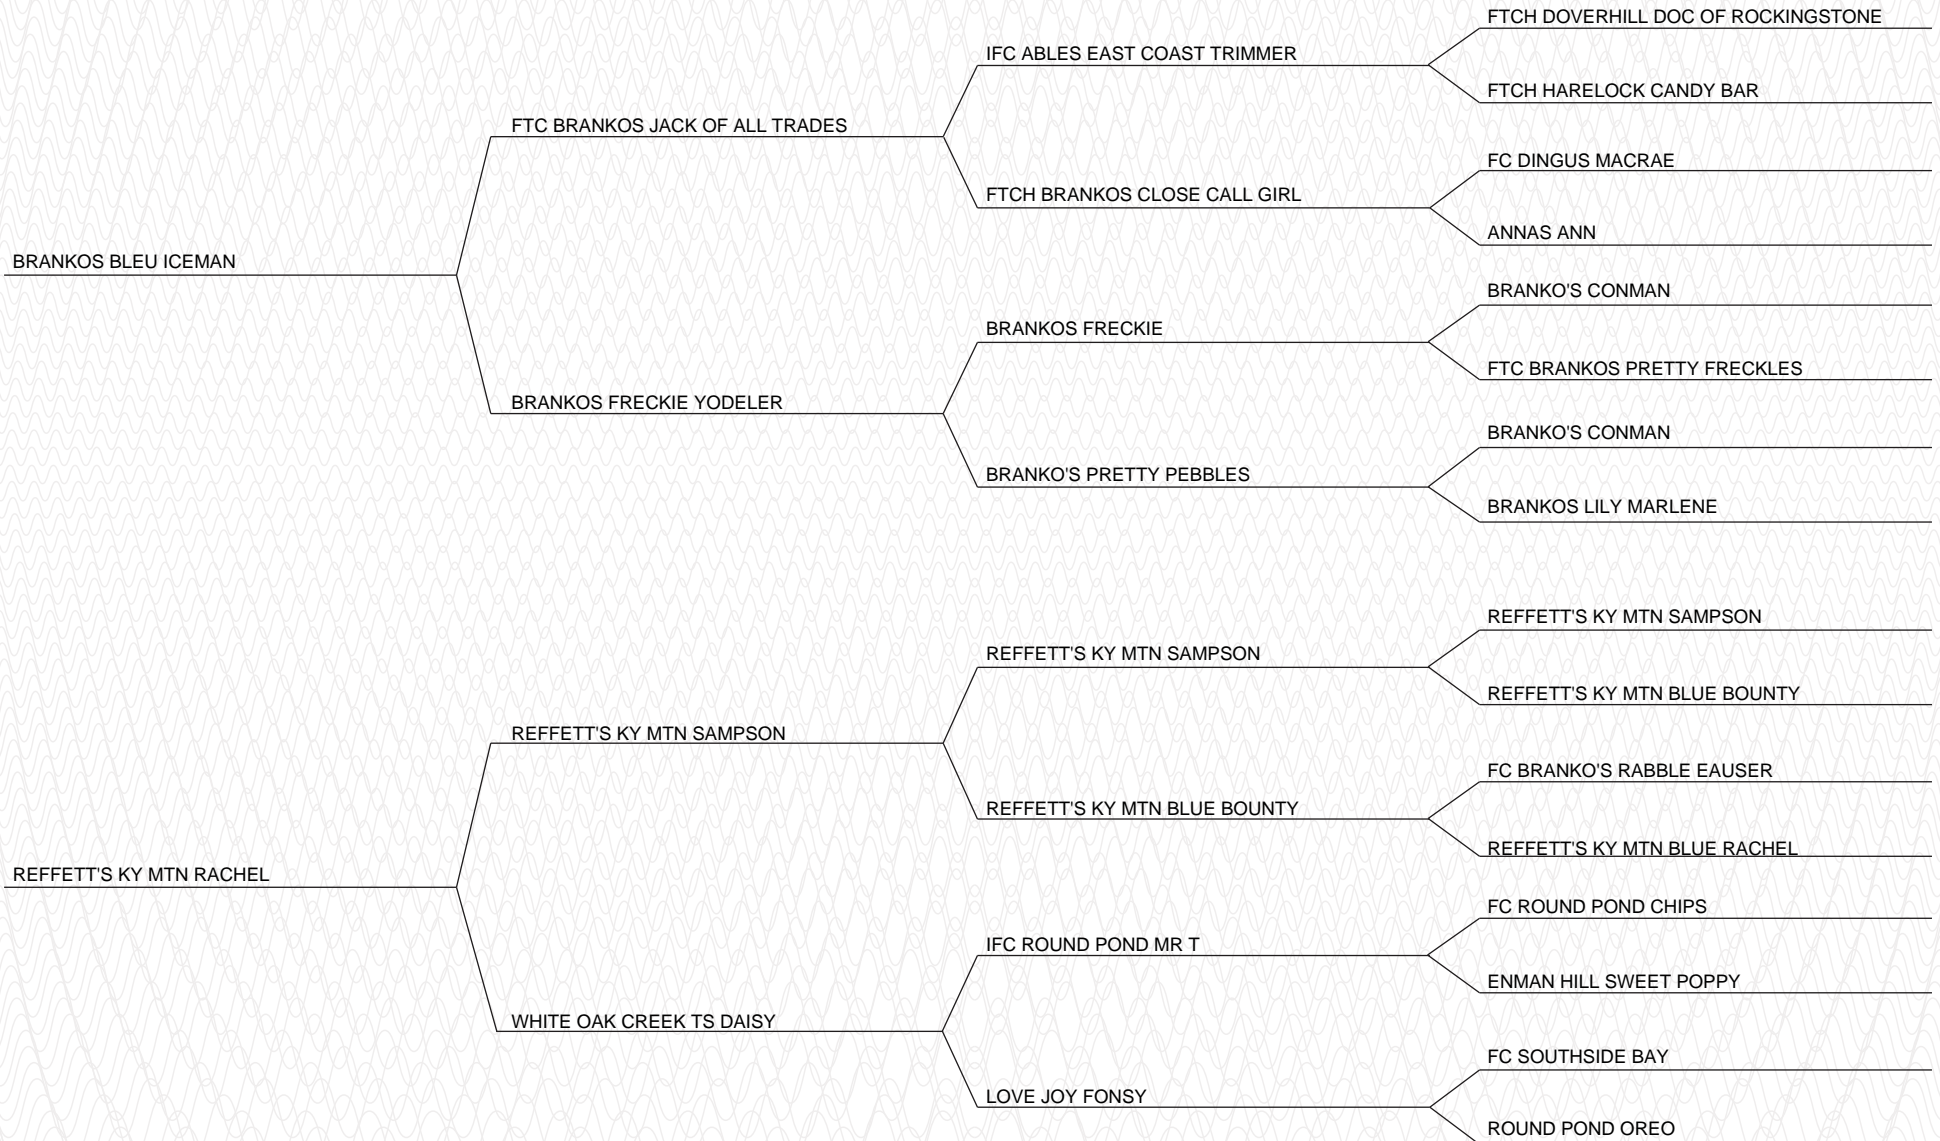 FTCH DOVERHILL DOC OF ROCKINGSTONE
IFC ABLES EAST COAST TRIMMER
FTCH HARELOCK CANDY BAR
FTC BRANKOS JACK OF ALL TRADES
FC DINGUS MACRAE
FTCH BRANKOS CLOSE CALL GIRL
ANNAS ANN
BRANKOS BLEU ICEMAN
BRANKO'S CONMAN
BRANKOS FRECKIE
FTC BRANKOS PRETTY FRECKLES
BRANKOS FRECKIE YODELER
BRANKO'S CONMAN
BRANKO'S PRETTY PEBBLES
BRANKOS LILY MARLENE
REFFETT'S KY MTN SAMPSON
REFFETT'S KY MTN SAMPSON
REFFETT'S KY MTN BLUE BOUNTY
REFFETT'S KY MTN SAMPSON
FC BRANKO'S RABBLE EAUSER
REFFETT'S KY MTN BLUE BOUNTY
REFFETT'S KY MTN BLUE RACHEL
REFFETT'S KY MTN RACHEL
FC ROUND POND CHIPS
IFC ROUND POND MR T
ENMAN HILL SWEET POPPY
WHITE OAK CREEK TS DAISY
FC SOUTHSIDE BAY
LOVE JOY FONSY
ROUND POND OREO